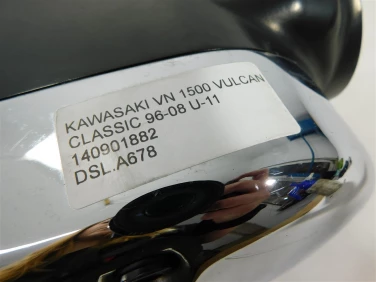 KAWASAKI VN 1500 VULCAN
CLASSIC 96-08 U-11
140901882
DSL.A678